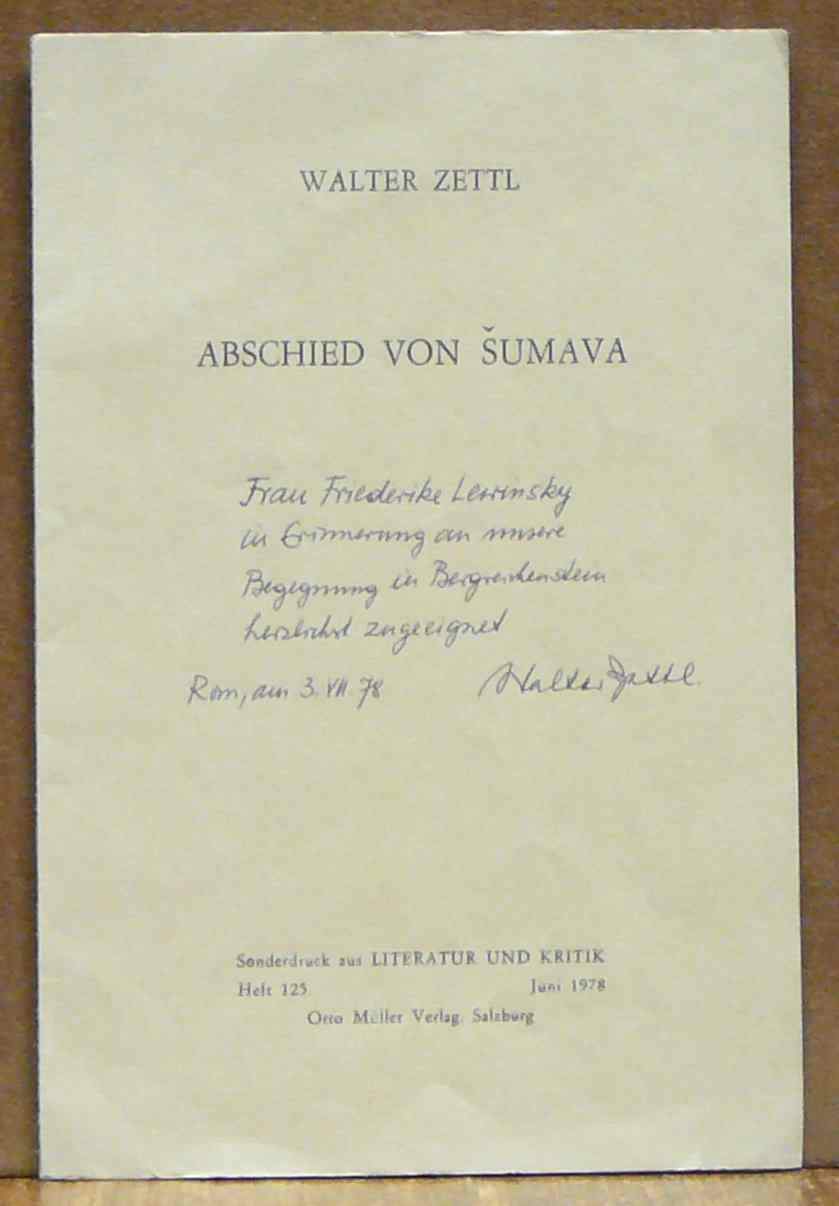 WALTER ZETTL
ABSCHIED VON ŠUMAVA
Frau Friederike Lewinsky
in Erinnerung an unsere
Begegnung in Bergreichenstein
herzlichst zugeeignet
Rom, am 3. VII 78 Walter Zettl.
Sonderdruck aus LITERATUR UND KRITIK
Heft 125 Juni 1978
Otto Müller Verlag, Salzburg